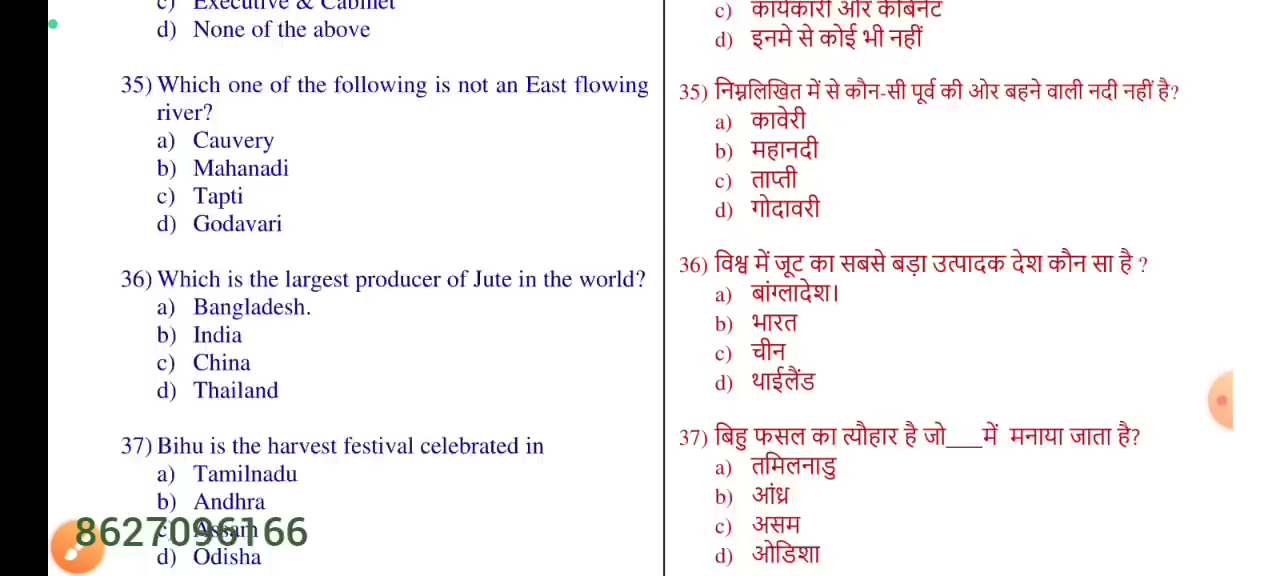 c) Executive & Cabinet
d) None of the above
35) Which one of the following is not an East flowing
river?
a) Cauvery
b) Mahanadi
c) Tapti
d) Godavari
36) Which is the largest producer of Jute in the world?
a) Bangladesh.
b) India
c) China
d) Thailand
37) Bihu is the harvest festival celebrated in
a) Tamilnadu
b) Andhra
c) Assam
d) Odisha
8627096166
c) कार्यकारी और केबिनेट
d) इनमे से कोई भी नहीं
35) निम्नलिखित में से कौन-सी पूर्व की ओर बहने वाली नदी नहीं है?
a) कावेरी
b) महानदी
c) ताप्ती
d) गोदावरी
36) विश्व में जूट का सबसे बड़ा उत्पादक देश कौन सा है ?
a) बांग्लादेश।
b) भारत
c) चीन
d) थाईलैंड
37) बिहु फसल का त्यौहार है जो___में मनाया जाता है?
a) तमिलनाडु
b) आंध्र
c) असम
d) ओडिशा